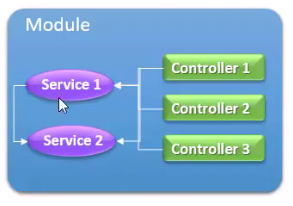 Module
Service 1
Service 2
Controller 1
Controller 2
Controller 3